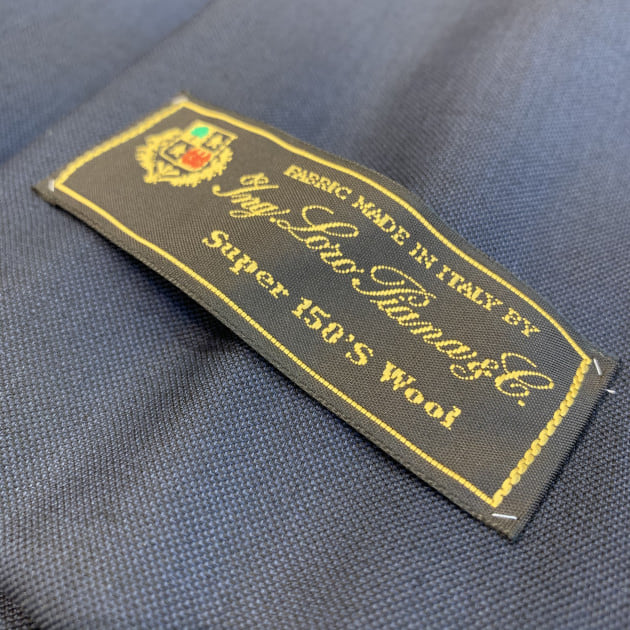 FABRIC MADE IN ITALY BY
Ing. Loro Piana & C.
Super 150'S Wool